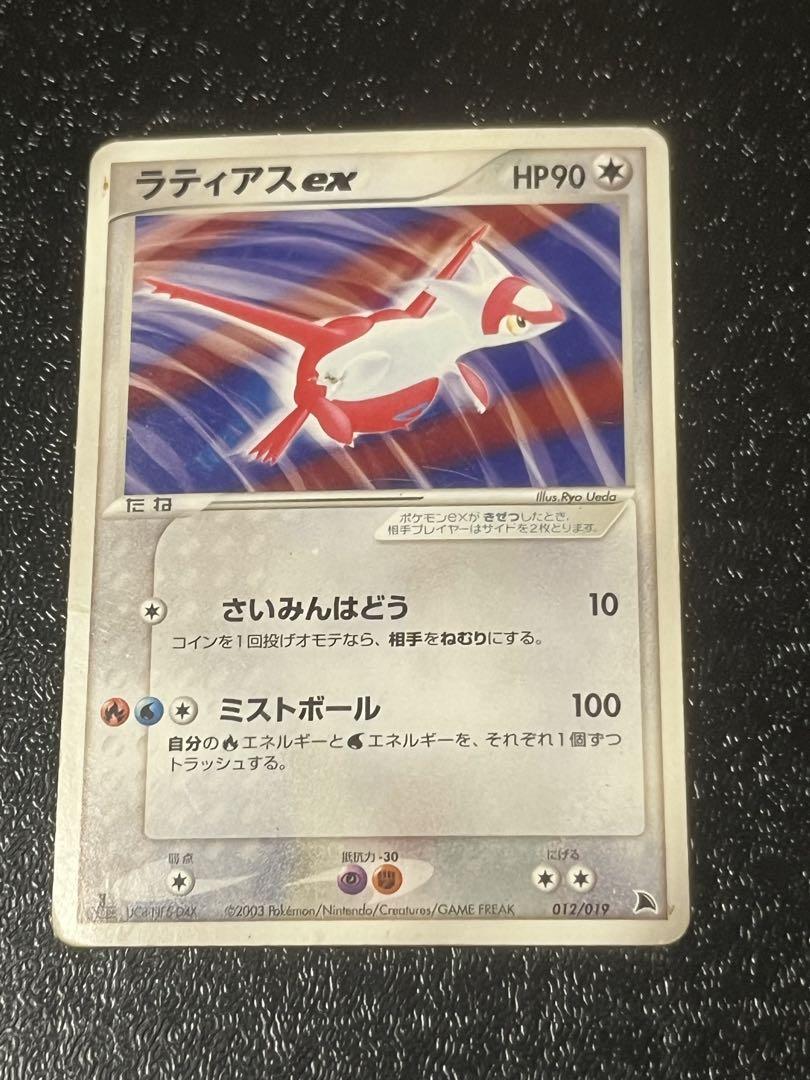 ラティアスex HP90
たね
Illus. Ryo Ueda
ポケモンexが きぜつしたとき、
相手プレイヤーはサイドを2枚とります。
さいみんはどう 10
コインを1回投げオモテなら、相手をねむりにする。
ミストボール 100
自分のエネルギーとエネルギーを、それぞれ1個ずつ
トラッシュする。
弱点 抵抗力 -30 にげる
©2003 Pokémon/Nintendo/Creatures/GAME FREAK 012/019